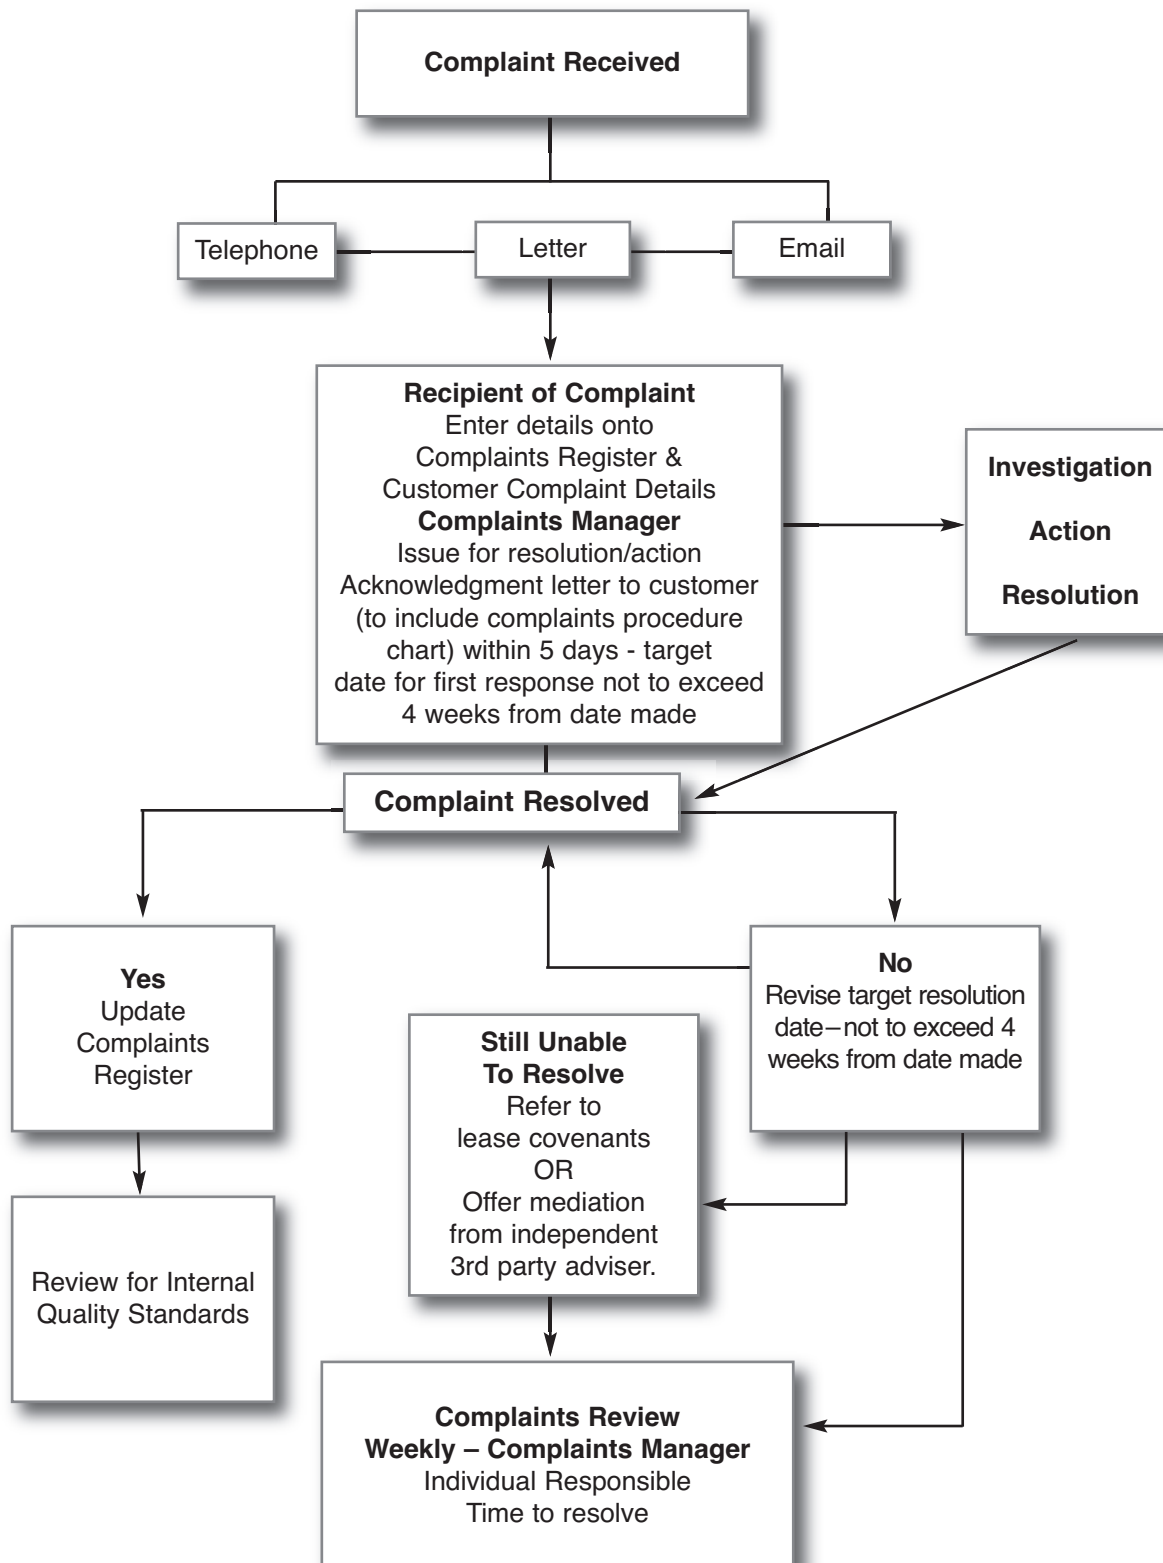 Complaint Received
Telephone
Letter
Email
Recipient of Complaint
Enter details onto
Complaints Register &
Customer Complaint Details
Complaints Manager
Issue for resolution/action
Acknowledgment letter to customer
(to include complaints procedure
chart) within 5 days - target
date for first response not to exceed
4 weeks from date made
Investigation
Action
Resolution
Complaint Resolved
Yes
Update
Complaints
Register
No
Revise target resolution
date–not to exceed 4
weeks from date made
Still Unable
To Resolve
Refer to
lease covenants
OR
Offer mediation
from independent
3rd party adviser.
Review for Internal
Quality Standards
Complaints Review
Weekly – Complaints Manager
Individual Responsible
Time to resolve